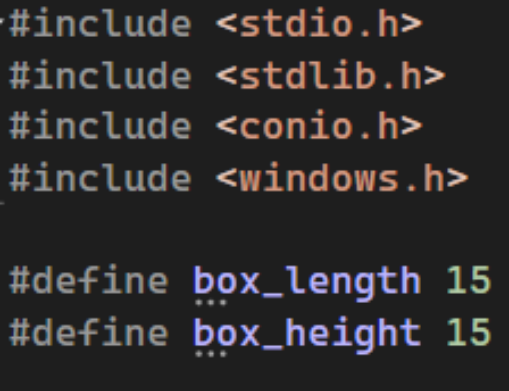 #include <stdio.h>
#include <stdlib.h>
#include <conio.h>
#include <windows.h>
#define box_length 15
#define box_height 15